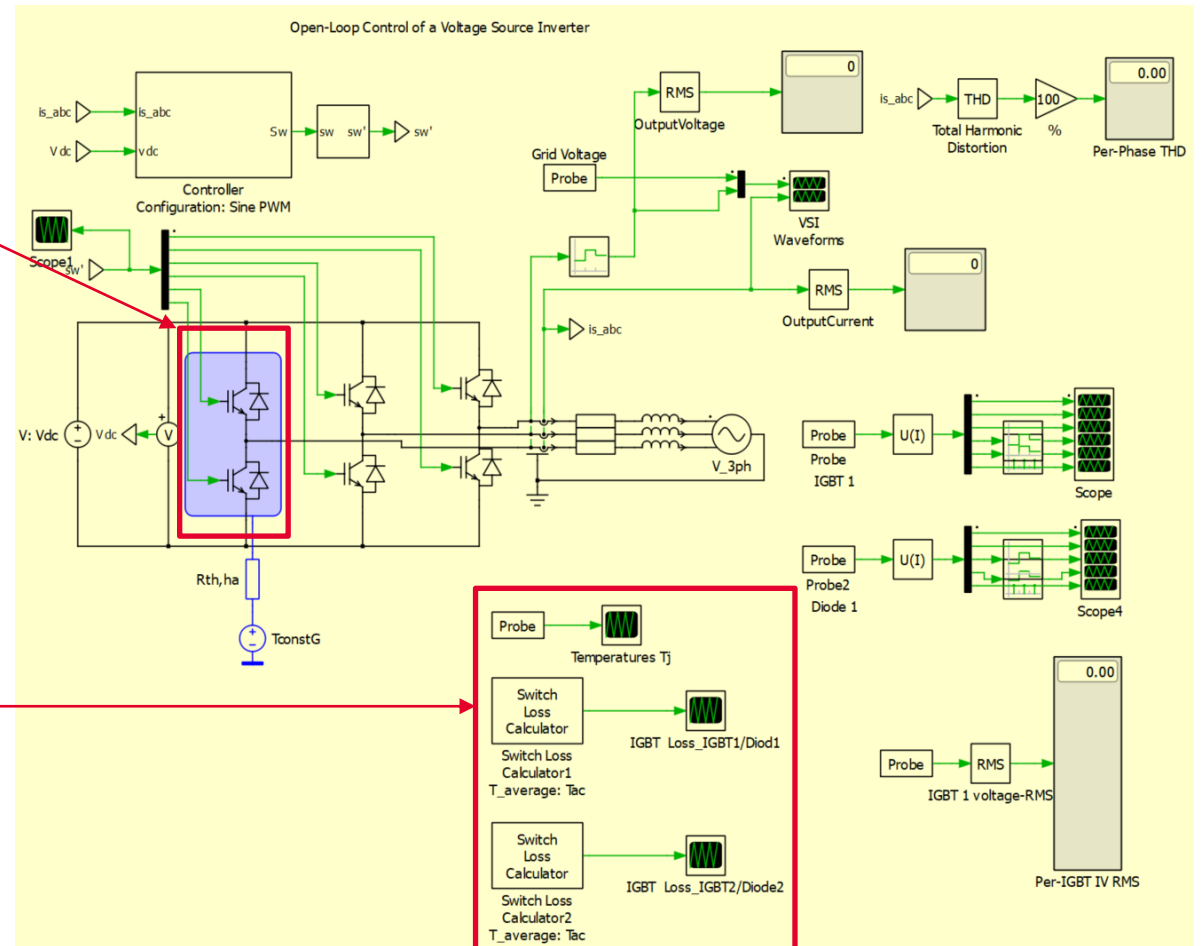 Open-Loop Control of a Voltage Source Inverter
is_abc
is_abc
Vdc
vdc
Sw
sw
sw'
sw'
Controller
Configuration: Sine PWM
RMS
OutputVoltage
0
is_abc
THD
Total Harmonic
Distortion
100
%
0.00
Per-Phase THD
Grid Voltage
Probe
VSI
Waveforms
Scope1
sw'
RMS
OutputCurrent
0
is_abc
V: Vdc
+
−
Vdc
+
V
V_3ph
Probe
Probe
IGBT 1
U(I)
Scope
Probe
Probe2
Diode 1
U(I)
Scope4
Rth,ha
+
−
TconstG
Probe
Temperatures Tj
Switch
Loss
Calculator
Switch Loss
Calculator1
T_average: Tac
IGBT Loss_IGBT1/Diod1
Switch
Loss
Calculator
Switch Loss
Calculator2
T_average: Tac
IGBT Loss_IGBT2/Diode2
Probe
RMS
IGBT 1 voltage-RMS
0.00
Per-IGBT IV RMS